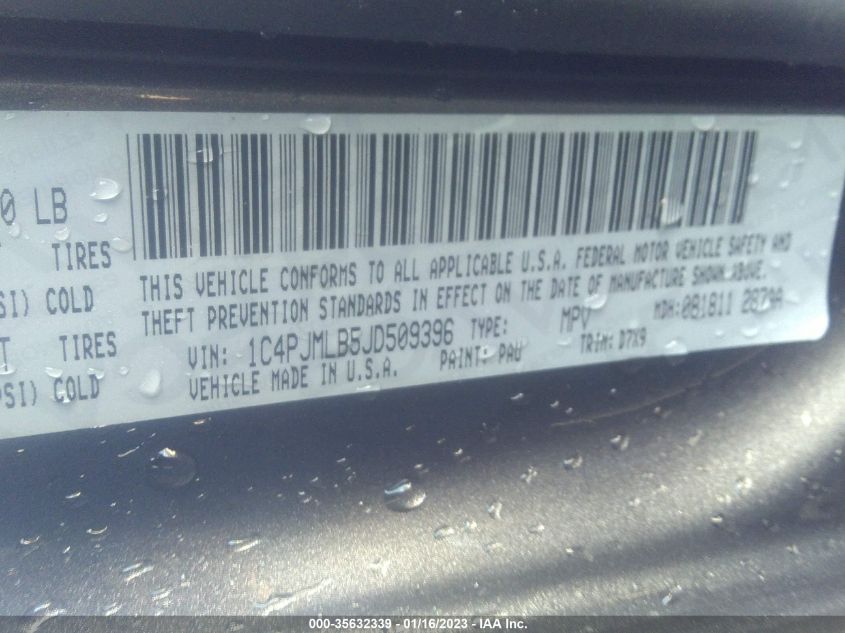 0 LB
TIRES
SI) COLD
THIS VEHICLE CONFORMS TO ALL APPLICABLE U.S.A. FEDERAL MOTOR VEHICLE SAFETY AND
THEFT PREVENTION STANDARDS IN EFFECT ON THE DATE OF MANUFACTURE SHOWN ABOVE.
T TIRES
VIN: 1C4PJMLB5JD509396 TYPE: MPV MDH: 081811
PSI) COLD
VEHICLE MADE IN U.S.A. PAINT: PAU TRIM: D7X9
000-35632339 - 01/16/2023 - IAA Inc.